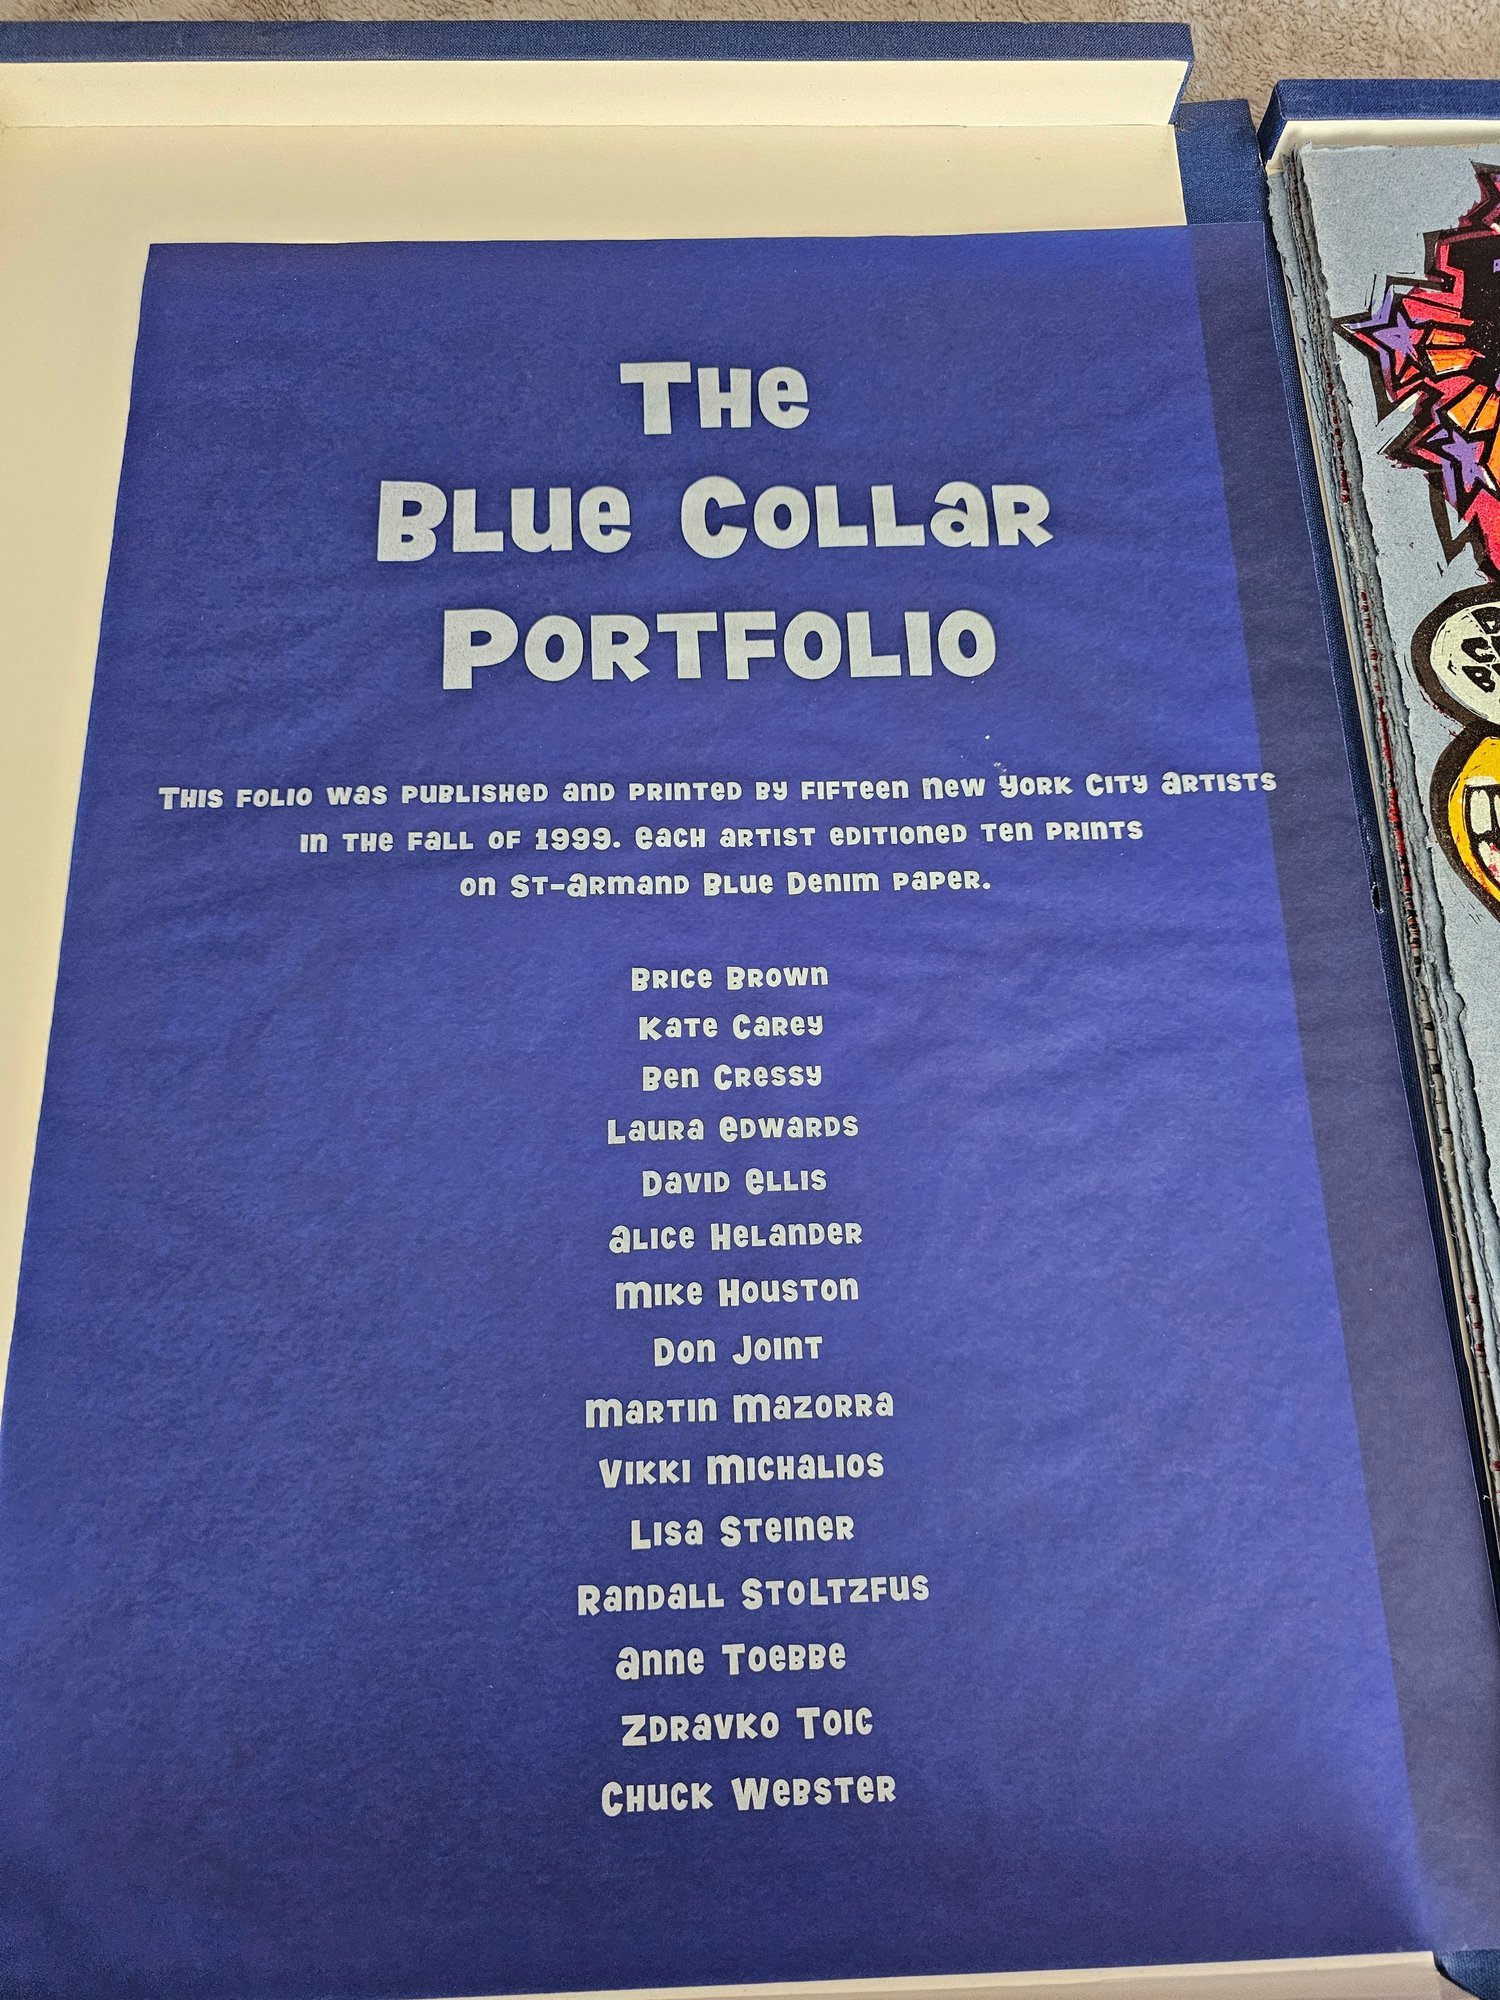 The
Blue Collar
Portfolio
This folio was published and printed by fifteen New York City artists
in the fall of 1999. Each artist editioned ten prints
on St-Armand Blue Denim paper.
Brice Brown
Kate Carey
Ben Cressy
Laura Edwards
David Ellis
Alice Helander
Mike Houston
Don Joint
Martin Mazorra
Vikki Michalios
Lisa Steiner
Randall Stoltzfus
Anne Toebbe
Zdravko Toic
Chuck Webster